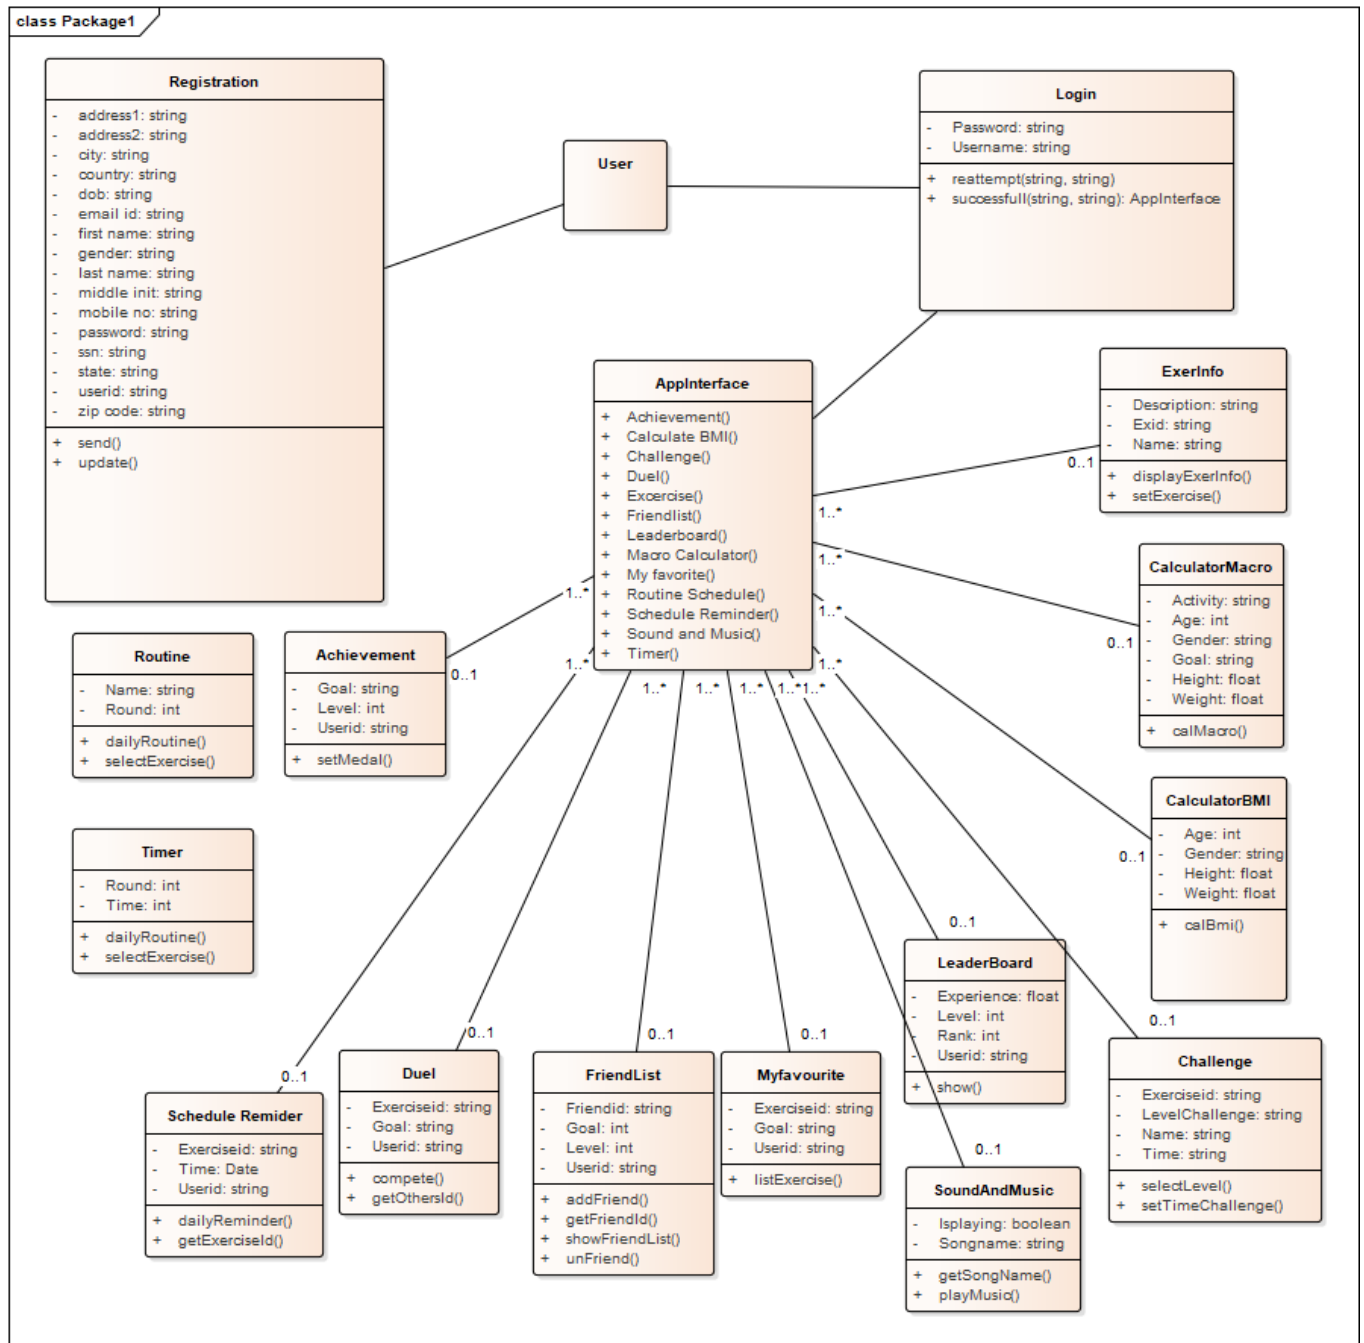 class Package1
Registration
- address1: string
- address2: string
- city: string
- country: string
- dob: string
- email id: string
- first name: string
- gender: string
- last name: string
- middle init: string
- mobile no: string
- password: string
- ssn: string
- state: string
- userid: string
- zip code: string
+ send()
+ update()
User
Login
- Password: string
- Username: string
+ reattempt(string, string)
+ successfull(string, string): AppInterface
AppInterface
+ Achievement()
+ Calculate BMI()
+ Challenge()
+ Duel()
+ Excercise()
+ Friendlist()
+ Leaderboard()
+ Macro Calculator()
+ My favorite()
+ Routine Schedule()
+ Schedule Reminder()
+ Sound and Music()
+ Timer()
ExerInfo
- Description: string
- Exid: string
- Name: string
+ displayExerInfo()
+ setExercise()
0..1
1..*
1..*
CalculatorMacro
- Activity: string
- Age: int
- Gender: string
- Goal: string
- Height: float
- Weight: float
+ calMacro()
0..1
1..*
1..*
Routine
- Name: string
- Round: int
+ dailyRoutine()
+ selectExercise()
Achievement
- Goal: string
- Level: int
- Userid: string
+ setMedal()
0..1
1..*
1..*
1..*
1..*
1..*1..*
1..*
CalculatorBMI
- Age: int
- Gender: string
- Height: float
- Weight: float
+ calBmi()
0..1
Timer
- Round: int
- Time: int
+ dailyRoutine()
+ selectExercise()
0..1
LeaderBoard
- Experience: float
- Level: int
- Rank: int
- Userid: string
+ show()
0..1
Schedule Remider
- Exerciseid: string
- Time: Date
- Userid: string
+ dailyReminder()
+ getExerciseId()
0..1
Duel
- Exerciseid: string
- Goal: string
- Userid: string
+ compete()
+ getOthersId()
0..1
FriendList
- Friendid: string
- Goal: int
- Level: int
- Userid: string
+ addFriend()
+ getFriendId()
+ showFriendList()
+ unFriend()
0..1
Myfavourite
- Exerciseid: string
- Goal: string
- Userid: string
+ listExercise()
0..1
SoundAndMusic
- Isplaying: boolean
- Songname: string
+ getSongName()
+ playMusic()
0..1
Challenge
- Exerciseid: string
- LevelChallenge: string
- Name: string
- Time: string
+ selectLevel()
+ setTimeChallenge()
0..1